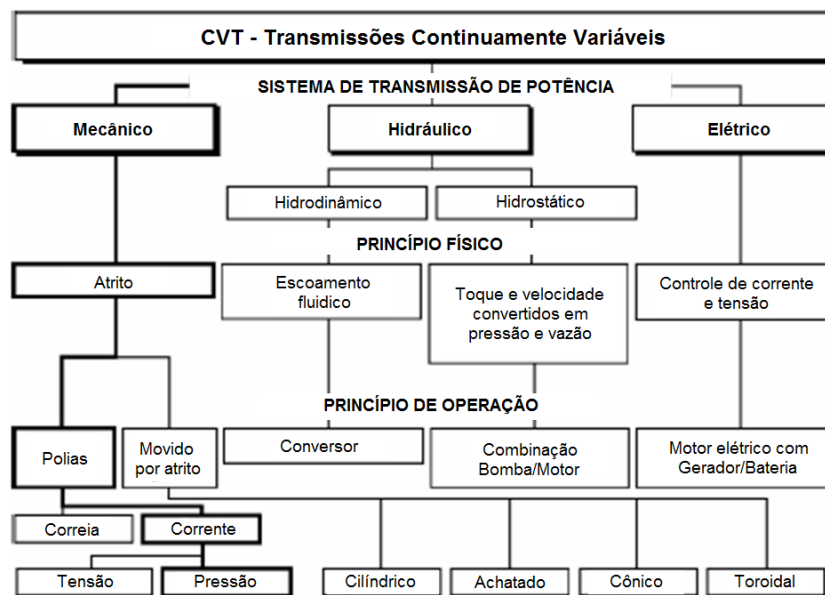 CVT - Transmissões Continuamente Variáveis
SISTEMA DE TRANSMISSÃO DE POTÊNCIA
Mecânico
Hidráulico
Elétrico
Hidrodinâmico
Hidrostático
PRINCÍPIO FÍSICO
Atrito
Escoamento
fluidico
Toque e velocidade
convertidos em
pressão e vazão
Controle de corrente
e tensão
PRINCÍPIO DE OPERAÇÃO
Polias
Movido
por atrito
Conversor
Combinação
Bomba/Motor
Motor elétrico com
Gerador/Bateria
Correia
Corrente
Tensão
Pressão
Cilíndrico
Achatado
Cônico
Toroidal